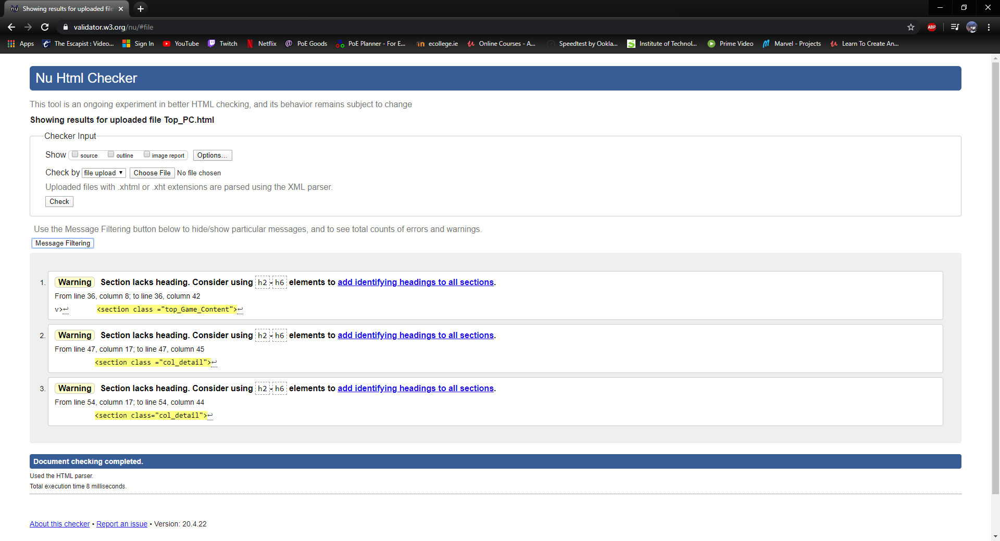 nu Showing results for uploaded file
validator.w3.org/nu/#file
ABP
Apps The Escapist : Video... Sign In YouTube Twitch Netflix PoE Goods PoE Planner - For E... ecollege.ie Online Courses - A... Speedtest by Ookla... Institute of Technol... Prime Video Marvel - Projects Learn To Create An...
Nu Html Checker
This tool is an ongoing experiment in better HTML checking, and its behavior remains subject to change
Showing results for uploaded file Top_PC.html
Checker Input
Show source outline image report Options...
Check by file upload Choose File No file chosen
Uploaded files with .xhtml or .xht extensions are parsed using the XML parser.
Check
Use the Message Filtering button below to hide/show particular messages, and to see total counts of errors and warnings.
Message Filtering
1. Warning Section lacks heading. Consider using h2-h6 elements to add identifying headings to all sections.
From line 36, column 8; to line 36, column 42
v>↩ <section class ="top_Game_Content">↩
2. Warning Section lacks heading. Consider using h2-h6 elements to add identifying headings to all sections.
From line 47, column 17; to line 47, column 45
<section class ="col_detail">↩
3. Warning Section lacks heading. Consider using h2-h6 elements to add identifying headings to all sections.
From line 54, column 17; to line 54, column 44
<section class="col_detail">↩
Document checking completed.
Used the HTML parser.
Total execution time 8 milliseconds.
About this checker • Report an issue • Version: 20.4.22